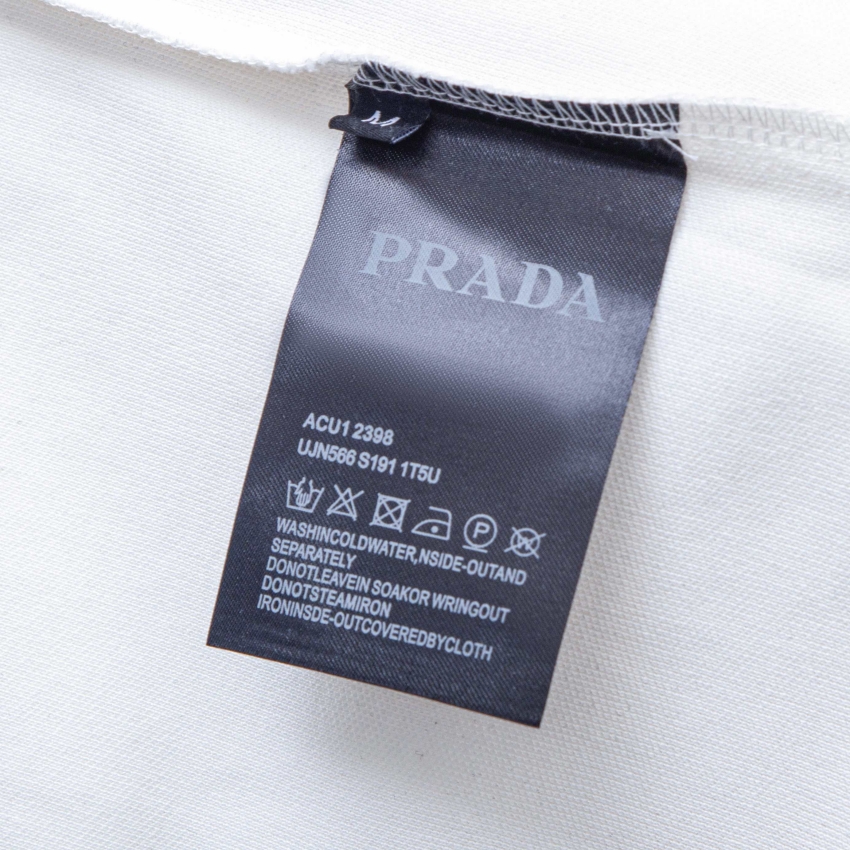 M
PRADA
ACU1 2398
UJN566 S191 1T5U
P
WASHINCOLDWATER,NSIDE-OUTAND
SEPARATELY
DONOTLEAVEIN SOAKOR WRINGOUT
DONOTSTEAMIRON
IRONINSDE-OUTCOVEREDBYCLOTH